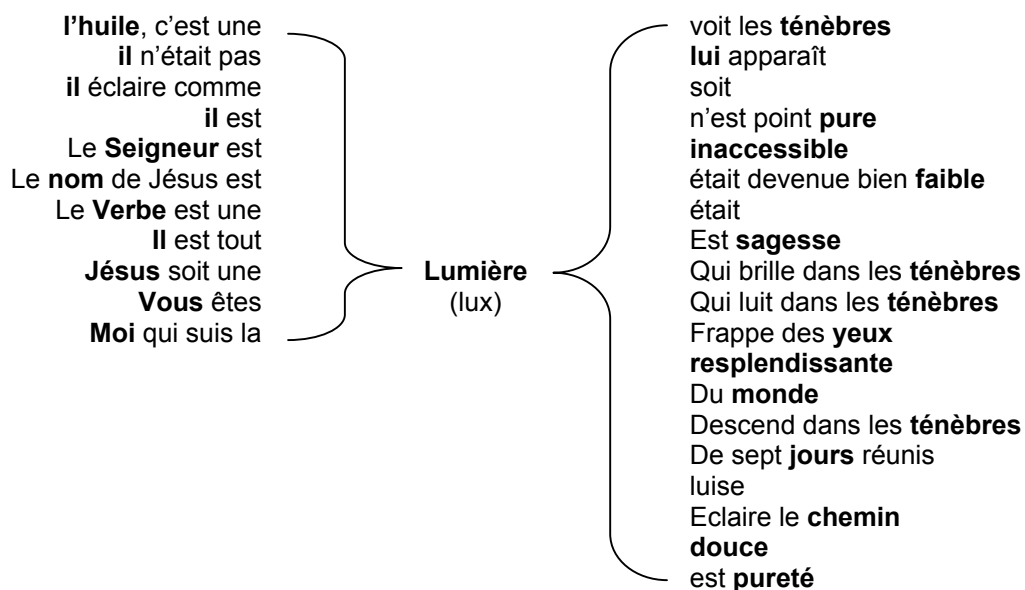 l’huile, c’est une
il n’était pas
il éclaire comme
il est
Le Seigneur est
Le nom de Jésus est
Le Verbe est une
Il est tout
Jésus soit une
Vous êtes
Moi qui suis la
Lumière
(lux)
voit les ténèbres
lui apparaît
soit
n’est point pure
inaccessible
était devenue bien faible
était
Est sagesse
Qui brille dans les ténèbres
Qui luit dans les ténèbres
Frappe des yeux
resplendissante
Du monde
Descend dans les ténèbres
De sept jours réunis
luise
Eclaire le chemin
douce
est pureté